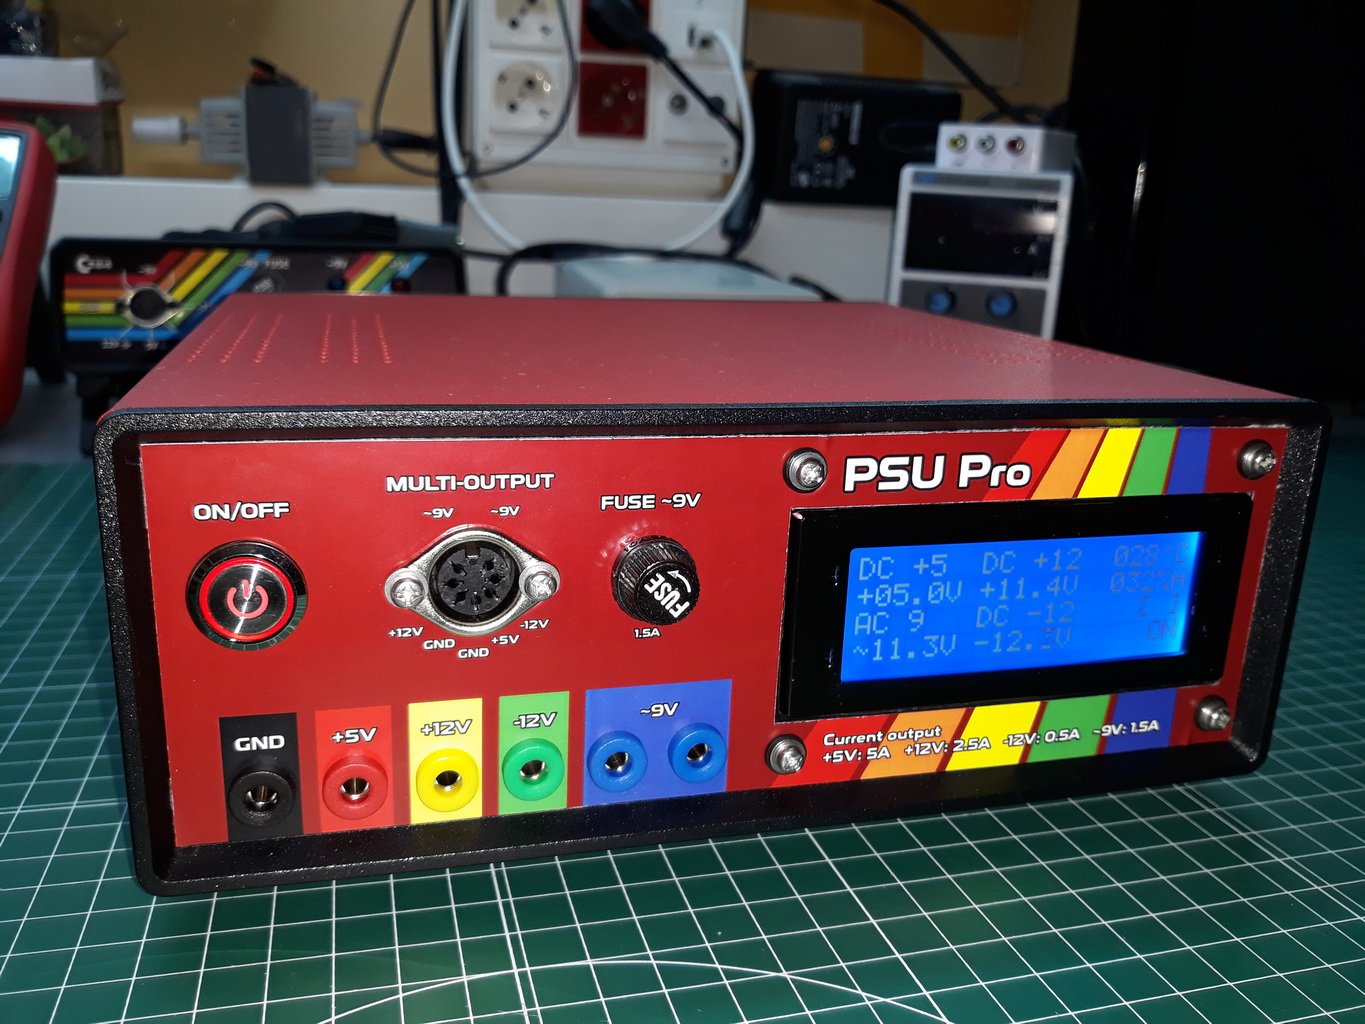 PSU Pro
ON/OFF
MULTI-OUTPUT
~9V ~9V
FUSE ~9V
FUSE
1.5A
+12V
GND
GND
+5V
-12V
DC +5 DC +12 028°C
+05.0V +11.4V
AC 9 DC -12
~11.3V -12.3V ON
GND
+5V
+12V
-12V
~9V
Current output
+5V: 5A +12V: 2.5A -12V: 0.5A ~9V: 1.5A